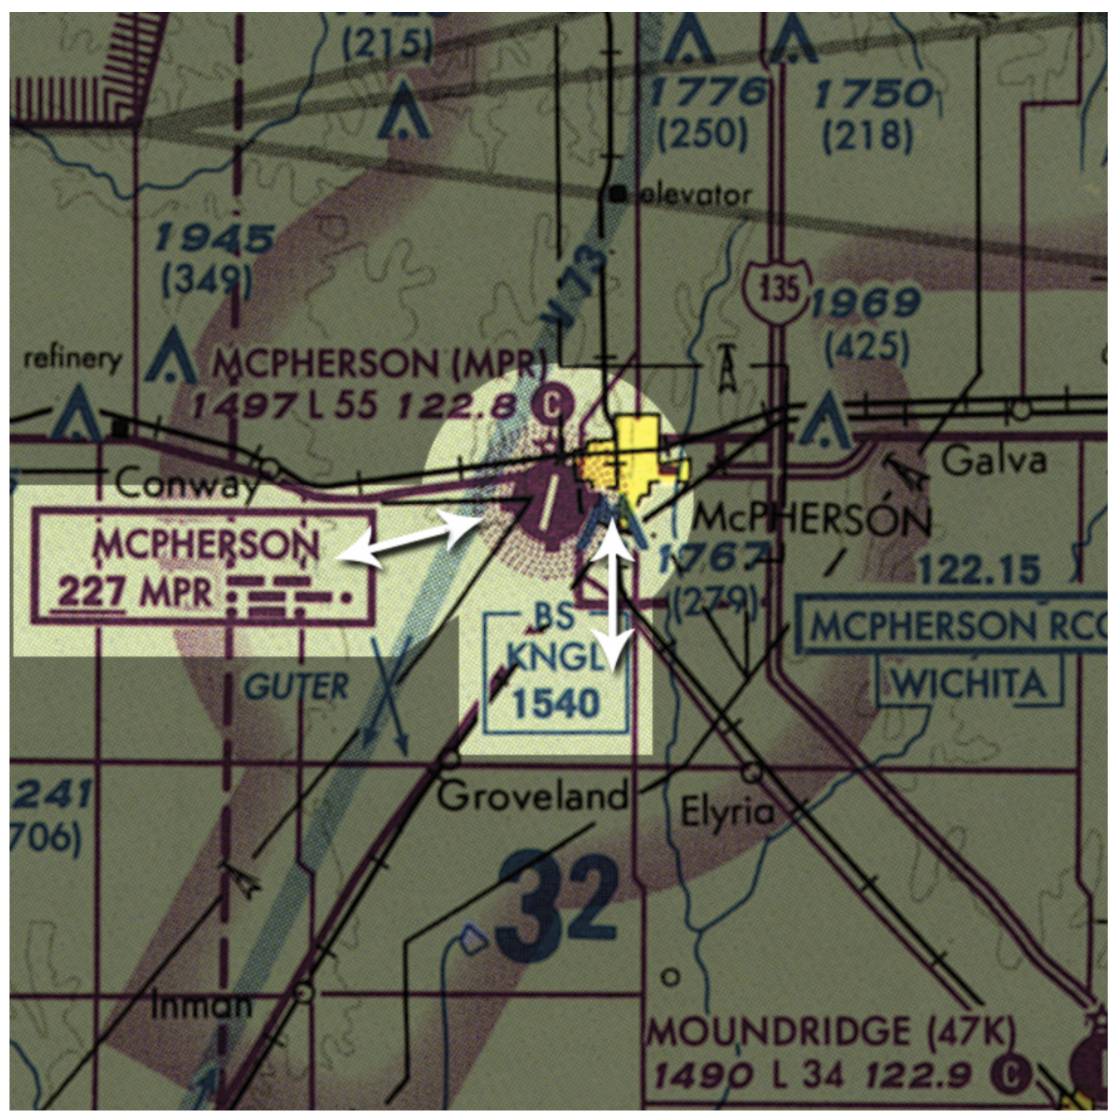 (215)
1776
(250)
1750
(218)
elevator
1945
(349)
V 73
135
1969
(425)
refinery
MCPHERSON (MPR)
1497 L 55 122.8 C
Conway
Galva
McPHERSON
MCPHERSON
227 MPR
1767
(279)
122.15
MCPHERSON RCO
WICHITA
BS
KNGL
1540
GUTER
241
706)
Groveland
Elyria
32
Inman
MOUNDRIDGE (47K)
1490 L 34 122.9 C